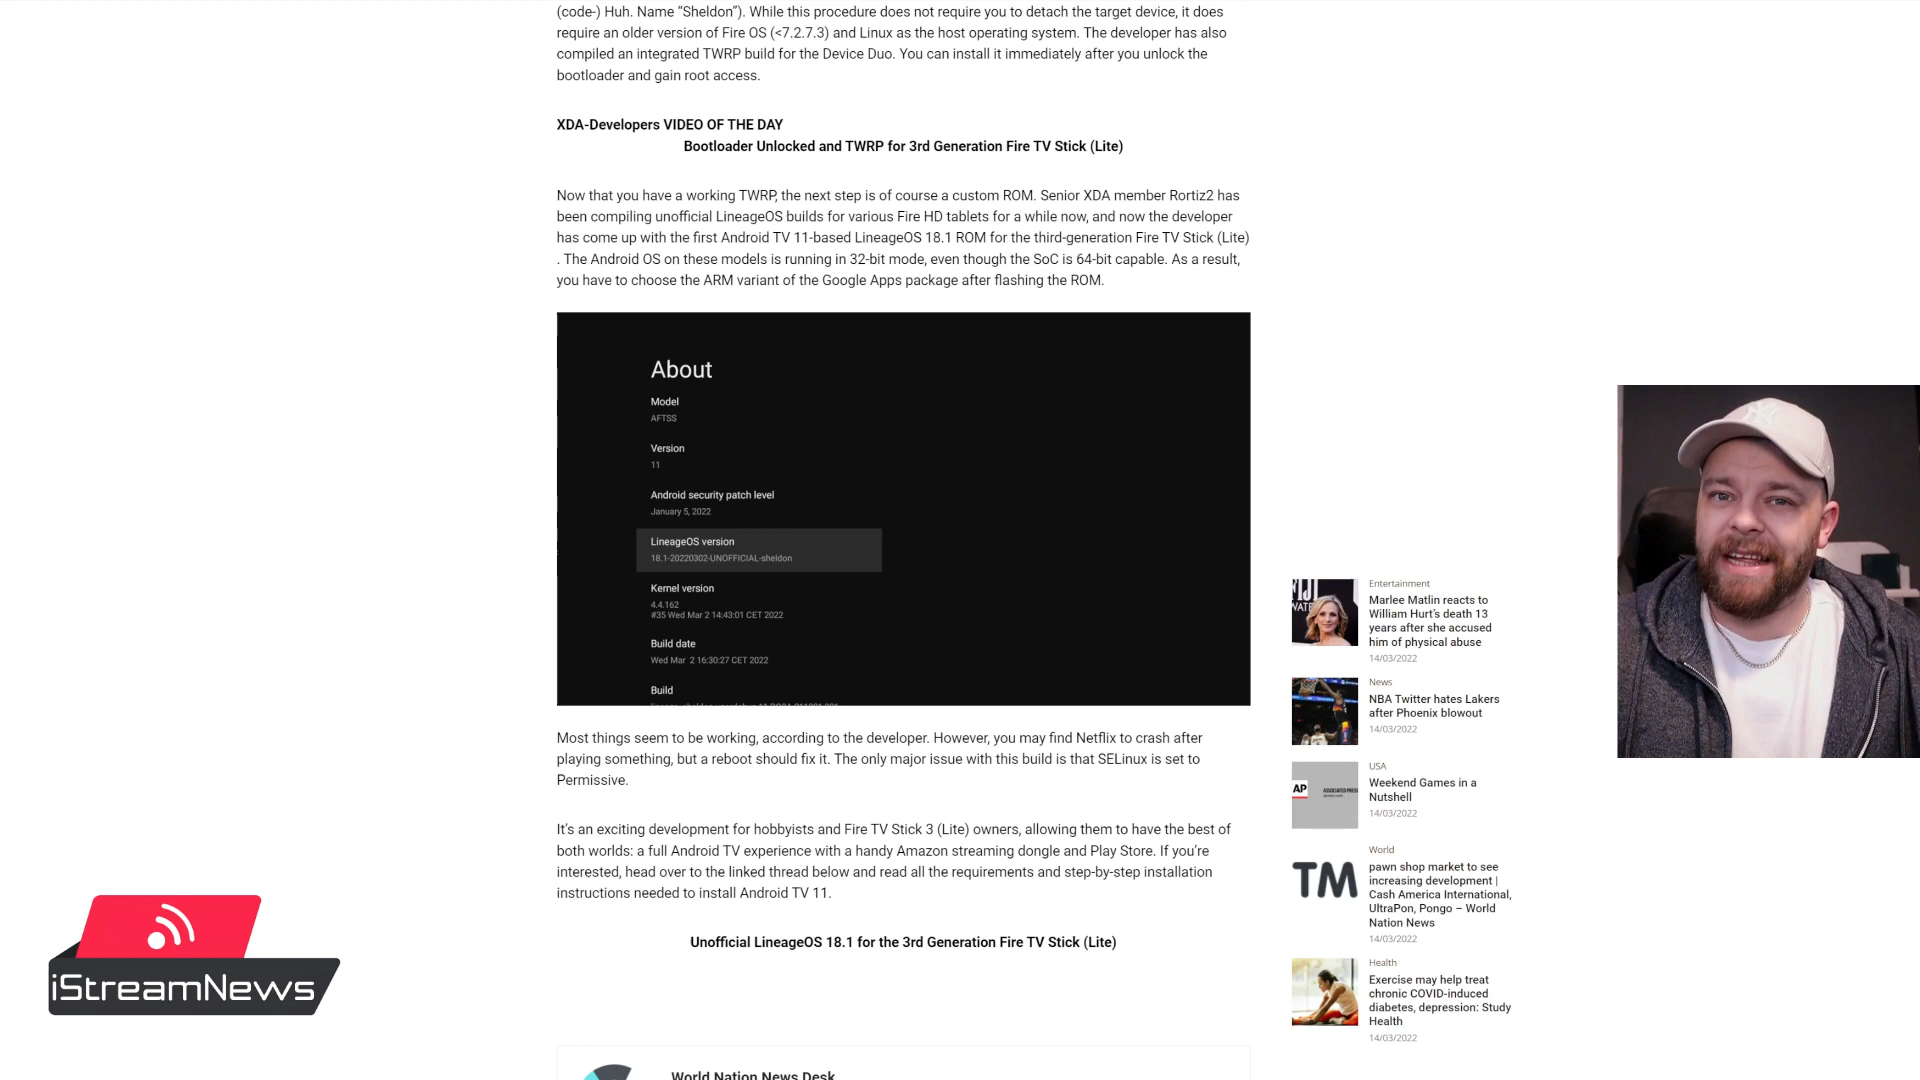 (code-) Huh. Name “Sheldon”). While this procedure does not require you to detach the target device, it does
require an older version of Fire OS (<7.2.7.3) and Linux as the host operating system. The developer has also
compiled an integrated TWRP build for the Device Duo. You can install it immediately after you unlock the
bootloader and gain root access.
XDA-Developers VIDEO OF THE DAY
Bootloader Unlocked and TWRP for 3rd Generation Fire TV Stick (Lite)
Now that you have a working TWRP, the next step is of course a custom ROM. Senior XDA member Rortiz2 has
been compiling unofficial LineageOS builds for various Fire HD tablets for a while now, and now the developer
has come up with the first Android TV 11-based LineageOS 18.1 ROM for the third-generation Fire TV Stick (Lite)
. The Android OS on these models is running in 32-bit mode, even though the SoC is 64-bit capable. As a result,
you have to choose the ARM variant of the Google Apps package after flashing the ROM.
About
Model
AFTSS
Version
11
Android security patch level
January 5, 2022
LineageOS version
18.1-20220302-UNOFFICIAL-sheldon
Kernel version
4.4.162
#35 Wed Mar 2 14:43:01 CET 2022
Build date
Wed Mar 2 16:30:27 CET 2022
Build
Most things seem to be working, according to the developer. However, you may find Netflix to crash after
playing something, but a reboot should fix it. The only major issue with this build is that SELinux is set to
Permissive.
It’s an exciting development for hobbyists and Fire TV Stick 3 (Lite) owners, allowing them to have the best of
both worlds: a full Android TV experience with a handy Amazon streaming dongle and Play Store. If you’re
interested, head over to the linked thread below and read all the requirements and step-by-step installation
instructions needed to install Android TV 11.
Unofficial LineageOS 18.1 for the 3rd Generation Fire TV Stick (Lite)
World Nation News Desk
Entertainment
Marlee Matlin reacts to
William Hurt’s death 13
years after she accused
him of physical abuse
14/03/2022
News
NBA Twitter hates Lakers
after Phoenix blowout
14/03/2022
AP
ASSOCIATED PRESS
USA
Weekend Games in a
Nutshell
14/03/2022
TM
World
pawn shop market to see
increasing development |
Cash America International,
UltraPon, Pongo – World
Nation News
14/03/2022
Health
Exercise may help treat
chronic COVID-induced
diabetes, depression: Study
Health
14/03/2022
iStreamNews